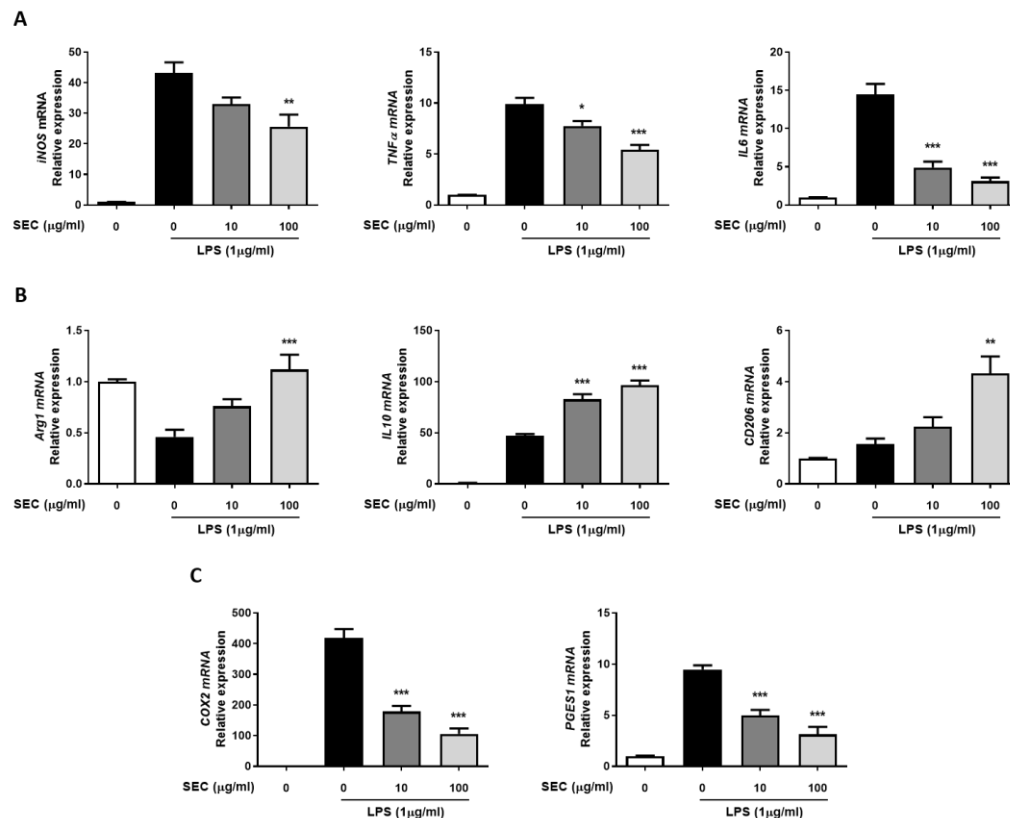 A
iNOS mRNA
Relative expression
50
40
30
20
10
0
**
SEC (μg/ml)
0
0
10
100
LPS (1μg/ml)
TNFα mRNA
Relative expression
15
10
5
0
*
***
0
0
10
100
LPS (1μg/ml)
IL6 mRNA
Relative expression
20
15
10
5
0
***
***
SEC (μg/ml)
0
0
10
100
LPS (1μg/ml)
B
Arg1 mRNA
Relative expression
1.5
1.0
0.5
0.0
***
SEC (μg/ml)
0
0
10
100
LPS (1μg/ml)
IL10 mRNA
Relative expression
150
100
50
0
***
***
SEC (μg/ml)
0
0
10
100
LPS (1μg/ml)
CD206 mRNA
Relative expression
6
4
2
0
**
SEC (μg/ml)
0
0
10
100
LPS (1μg/ml)
C
COX2 mRNA
Relative expression
500
400
300
200
100
0
***
***
SEC (μg/ml)
0
0
10
100
LPS (1μg/ml)
PGES1 mRNA
Relative expression
15
10
5
0
***
***
SEC (μg/ml)
0
0
10
100
LPS (1μg/ml)